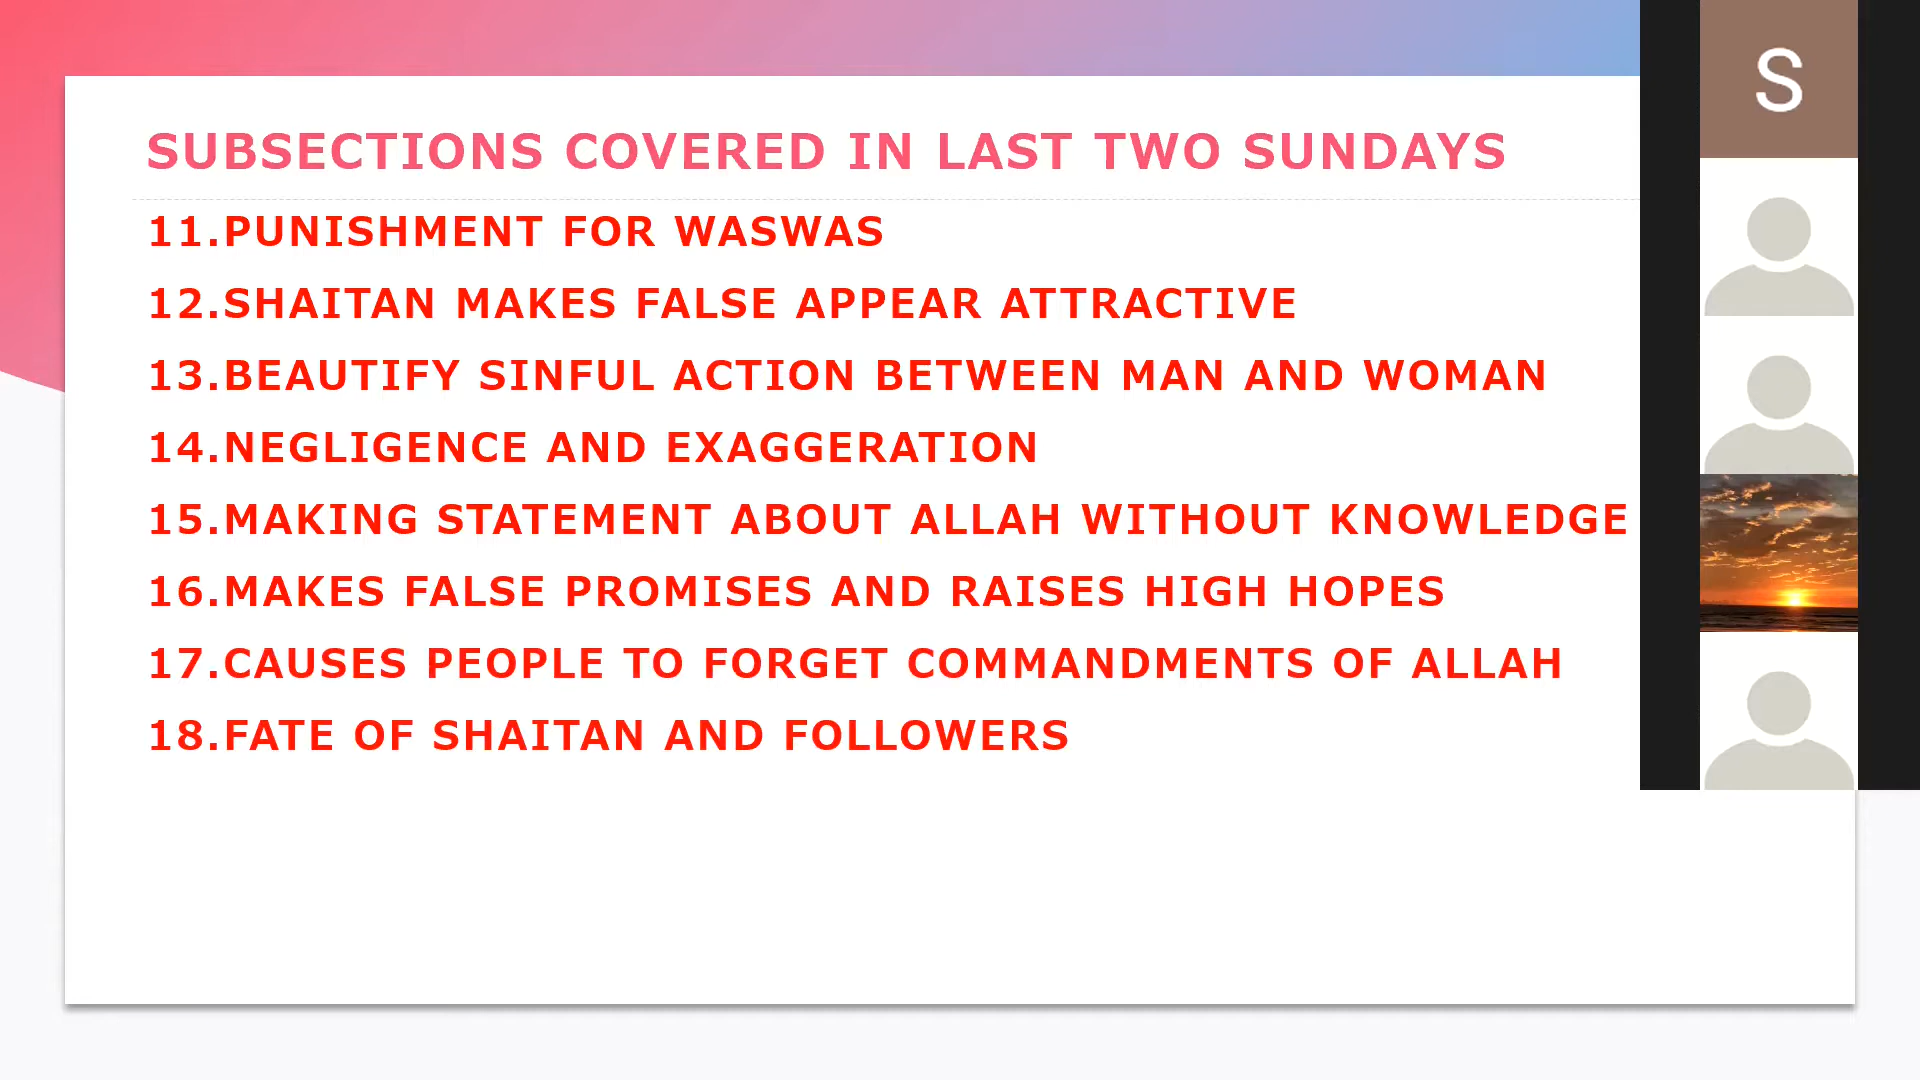 SUBSECTIONS COVERED IN LAST TWO SUNDAYS
11.PUNISHMENT FOR WASWAS
12.SHAITAN MAKES FALSE APPEAR ATTRACTIVE
13.BEAUTIFY SINFUL ACTION BETWEEN MAN AND WOMAN
14.NEGLIGENCE AND EXAGGERATION
15.MAKING STATEMENT ABOUT ALLAH WITHOUT KNOWLEDGE
16.MAKES FALSE PROMISES AND RAISES HIGH HOPES
17.CAUSES PEOPLE TO FORGET COMMANDMENTS OF ALLAH
18.FATE OF SHAITAN AND FOLLOWERS
S